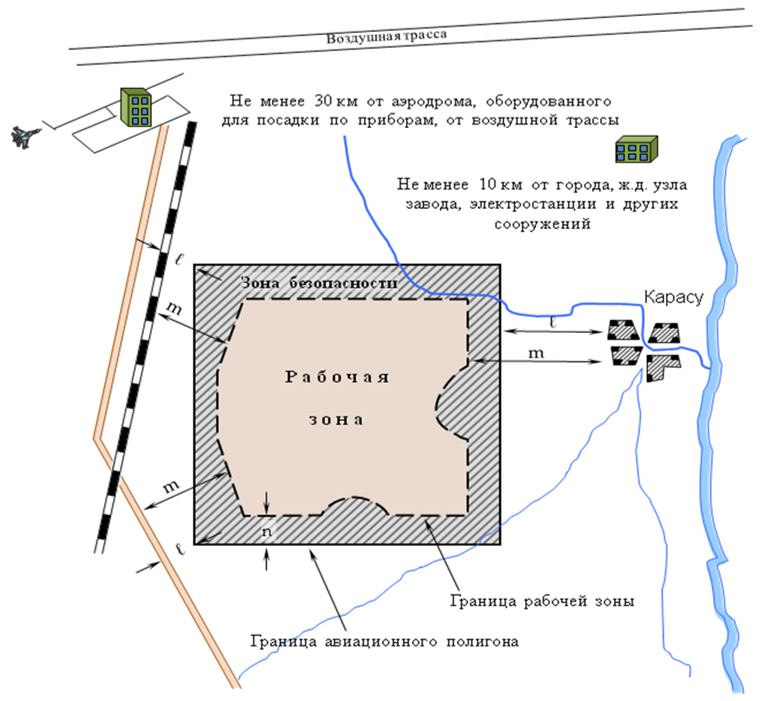 Воздушная трасса
Не менее 30 км от аэродрома, оборудованного
для посадки по приборам, от воздушной трассы
Не менее 10 км от города, ж.д. узла
завода, электростанции и других
сооружений
ℓ
Зона безопасности
Карасу
m
ℓ
m
Рабочая
зона
m
n
ℓ
Граница рабочей зоны
Граница авиационного полигона